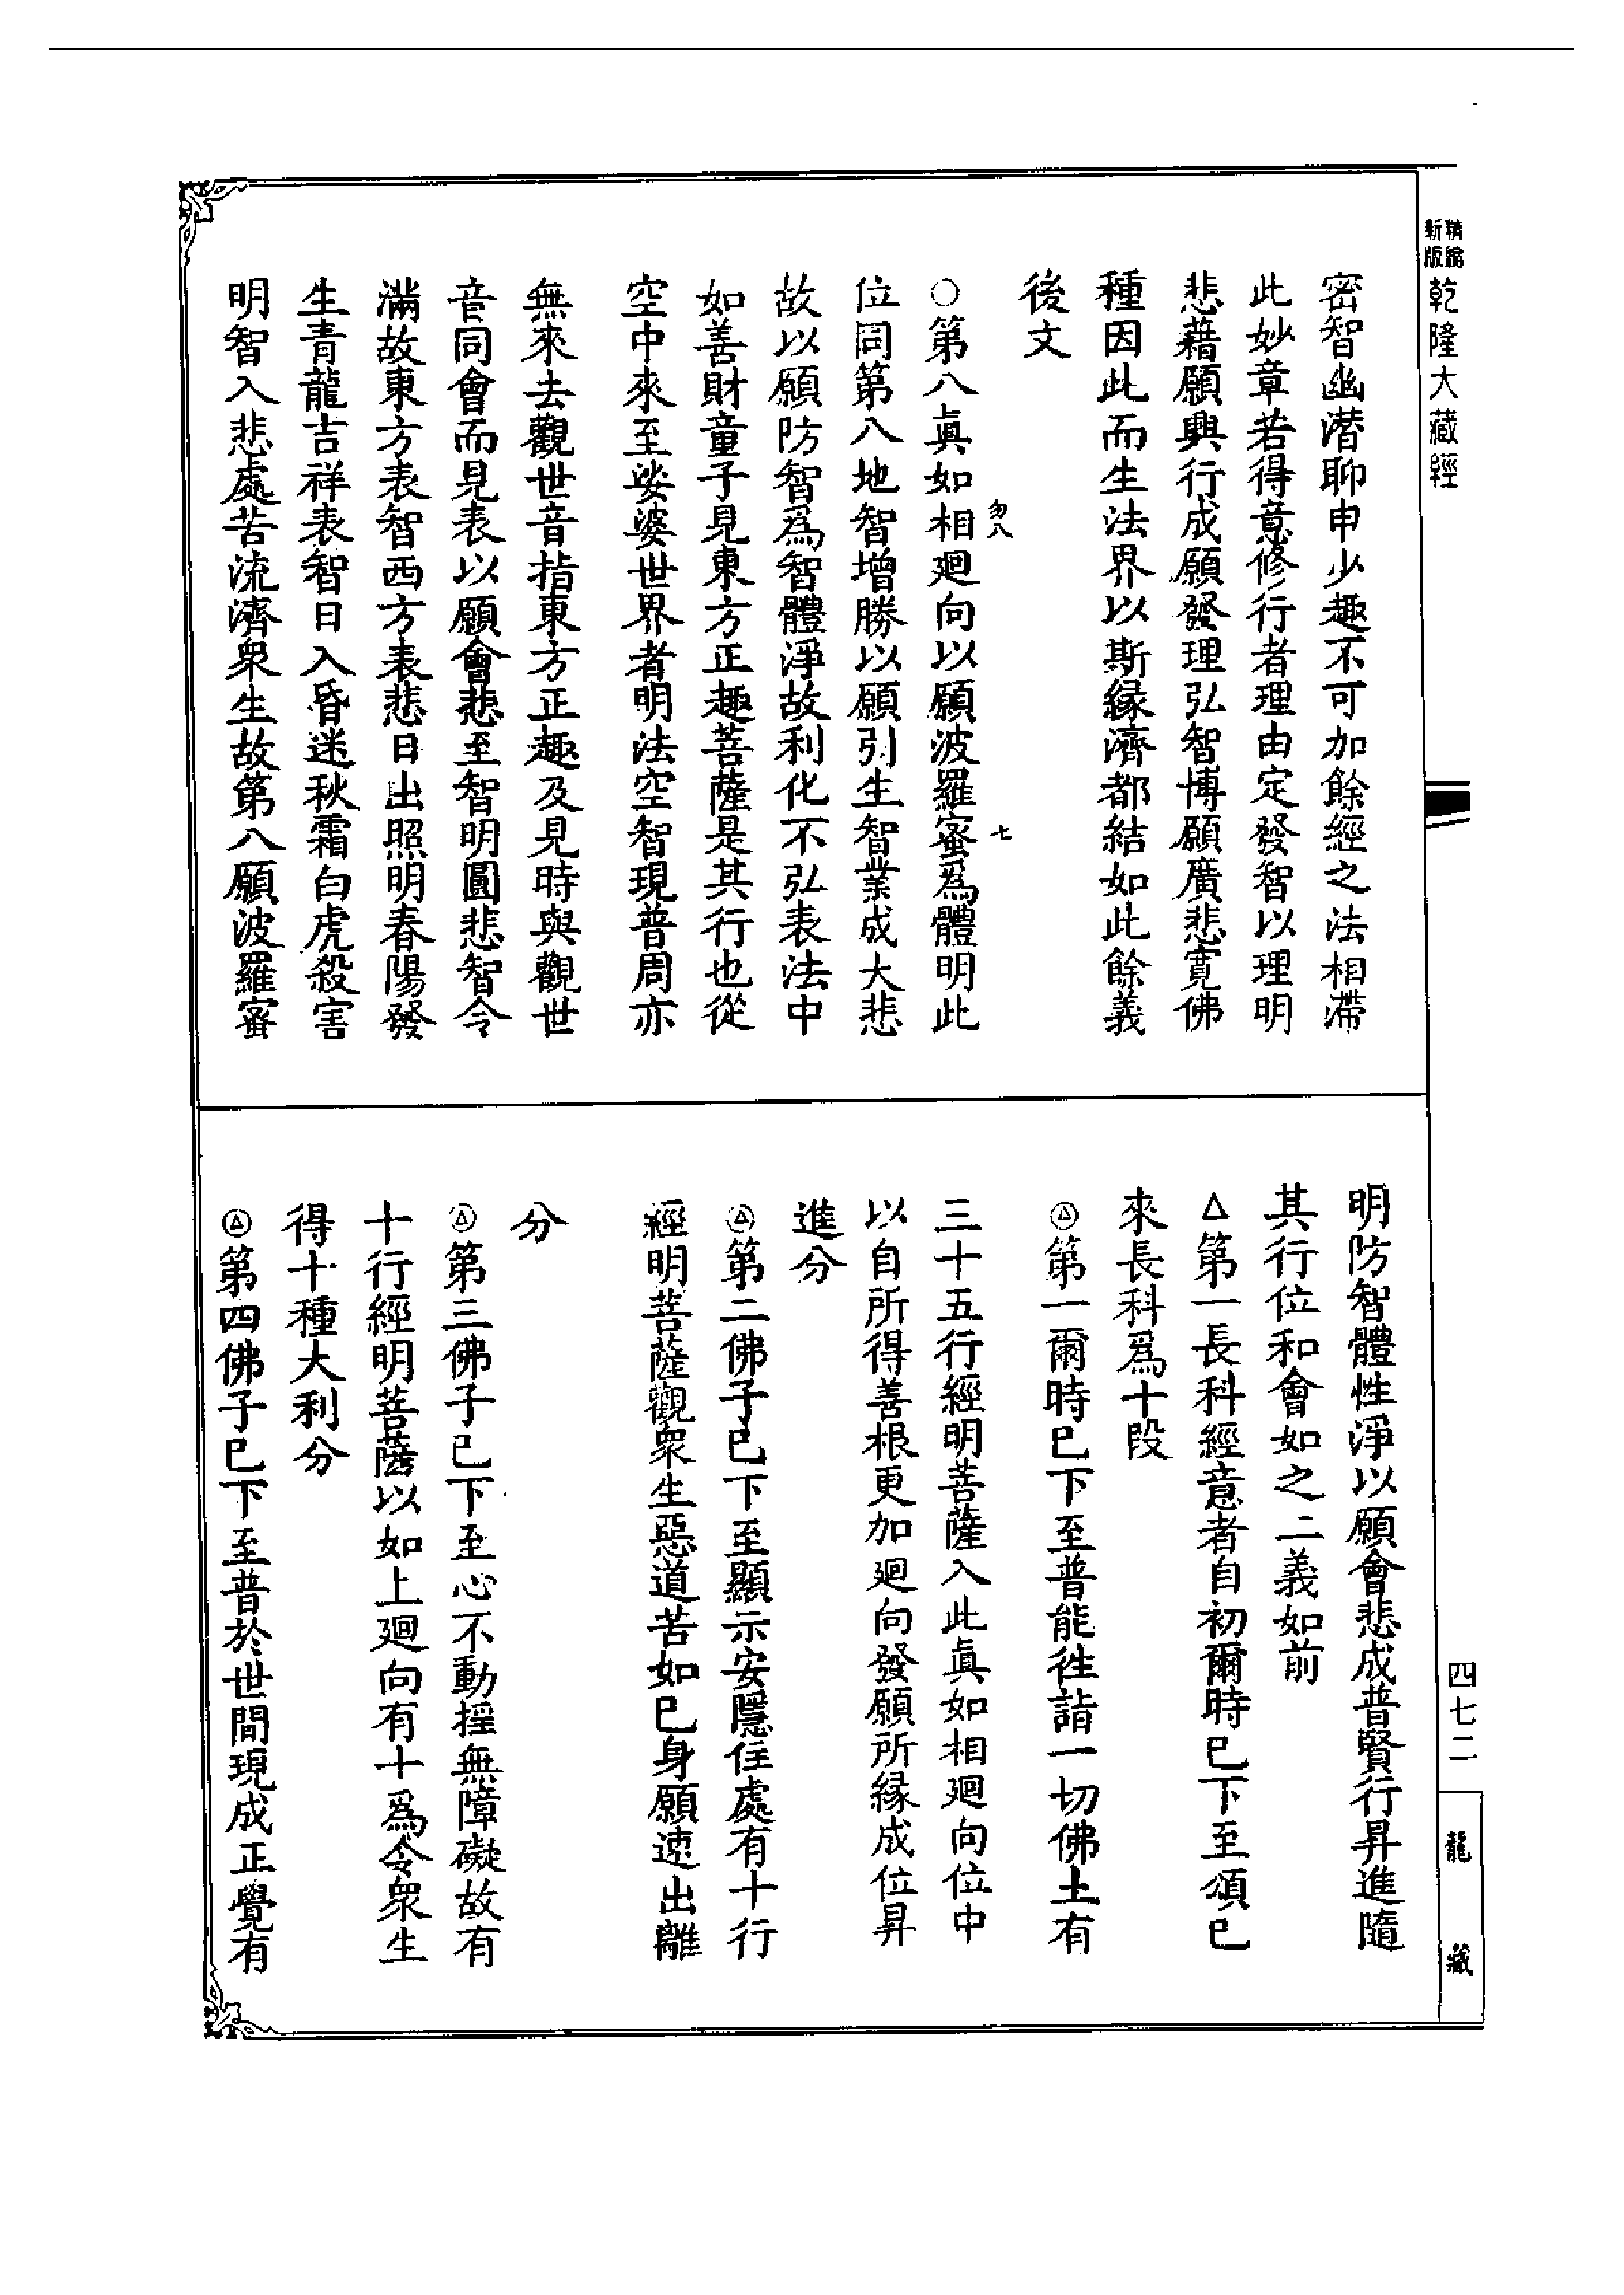 新版
精縮
乾隆大藏經
密智幽潛聊申少趣不可加餘經之法相滯
此妙章若得意修行者理由定發智以理明
悲藉願興行成願發理弘智博願廣悲寬佛
種因此而生法界以斯緣濟都結如此餘義
後文
勿八
七
○第八眞如相迴向以願波羅蜜爲體明此
位同第八地智增勝以願引生智業成大悲
故以願防智爲智體淨故利化不弘表法中
如善財童子見東方正趣菩薩是其行也從
空中來至娑婆世界者明法空智現普周亦
無來去觀世音指東方正趣及見時與觀世
音同會而見表以願會悲至智明圓悲智令
滿故東方表智西方表悲日出照明春陽發
生青龍吉祥表智日入昏迷秋霜白虎殺害
明智入悲處苦流濟衆生故第八願波羅蜜
明防智體性淨以願會悲成普賢行昇進隨
其行位和會如之二義如前
△第一長科經意者自初爾時巳下至頌巳
來長科爲十段
◬第一爾時巳下至普能徃詣一切佛土有
三十五行經明菩薩入此眞如相迴向位中
以自所得善根更加迴向發願所緣成位昇
進分
◬第二佛子巳下至顯示安隱住處有十行
經明菩薩觀衆生惡道苦如巳身願速出離
分
◬第三佛子巳下至心不動搖無障礙故有
十行經明菩薩以如上迴向有十爲令衆生
得十種大利分
◬第四佛子巳下至普於世間現成正覺有
四七二
龍藏